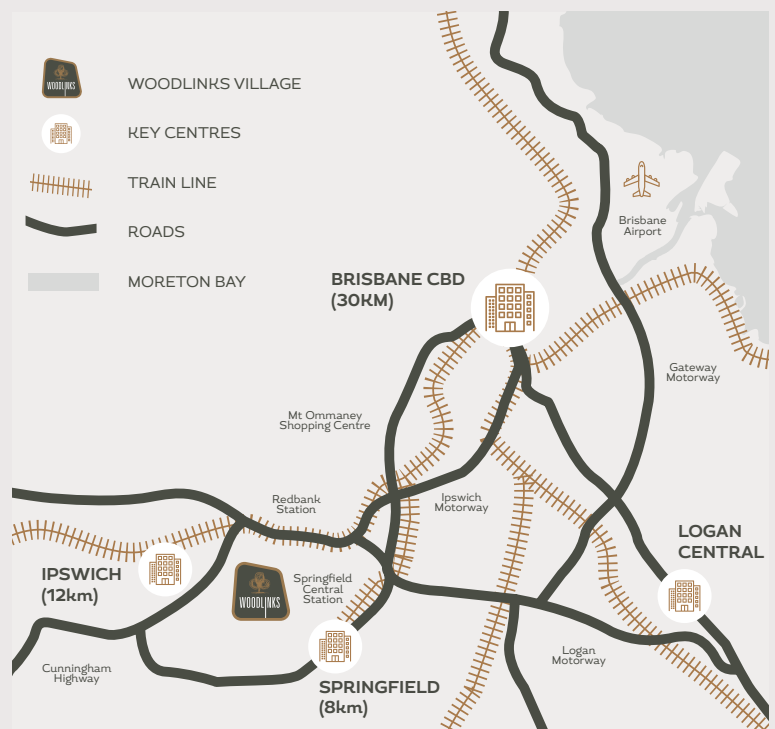 WOODLINKS
WOODLINKS VILLAGE
KEY CENTRES
TRAIN LINE
ROADS
MORETON BAY
Brisbane
Airport
BRISBANE CBD
(30KM)
Gateway
Motorway
Mt Ommaney
Shopping Centre
Redbank
Station
Ipswich
Motorway
LOGAN
CENTRAL
IPSWICH
(12km)
Springfield
Central
Station
WOODLINKS
Logan
Motorway
Cunningham
Highway
SPRINGFIELD
(8km)